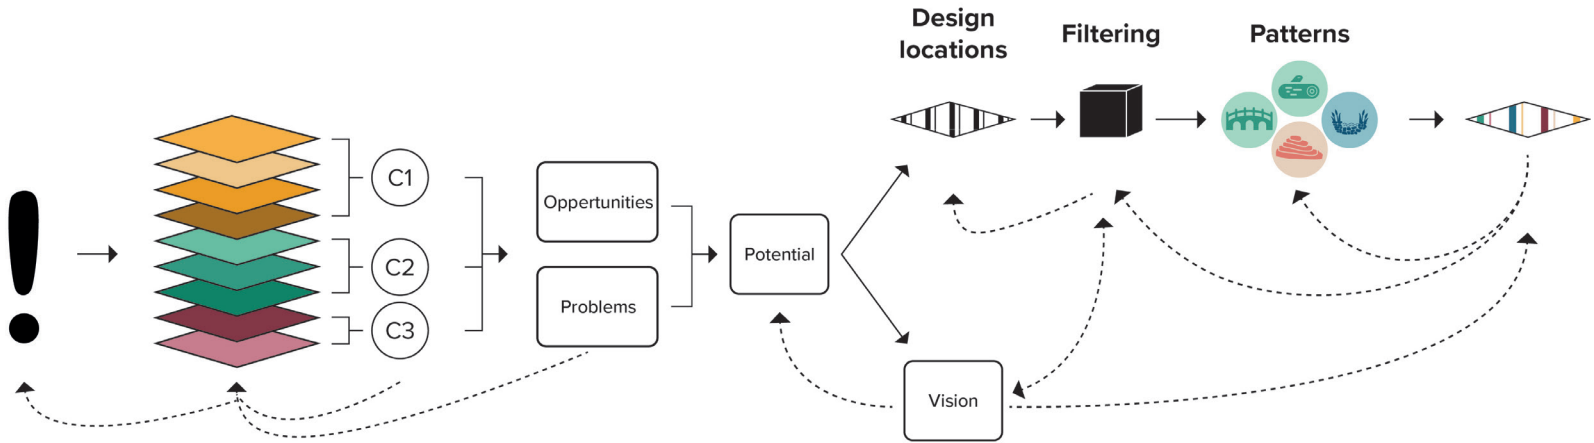 Design
locations
Filtering
Patterns
C1
C2
C3
Oppertunities
Problems
Potential
Vision